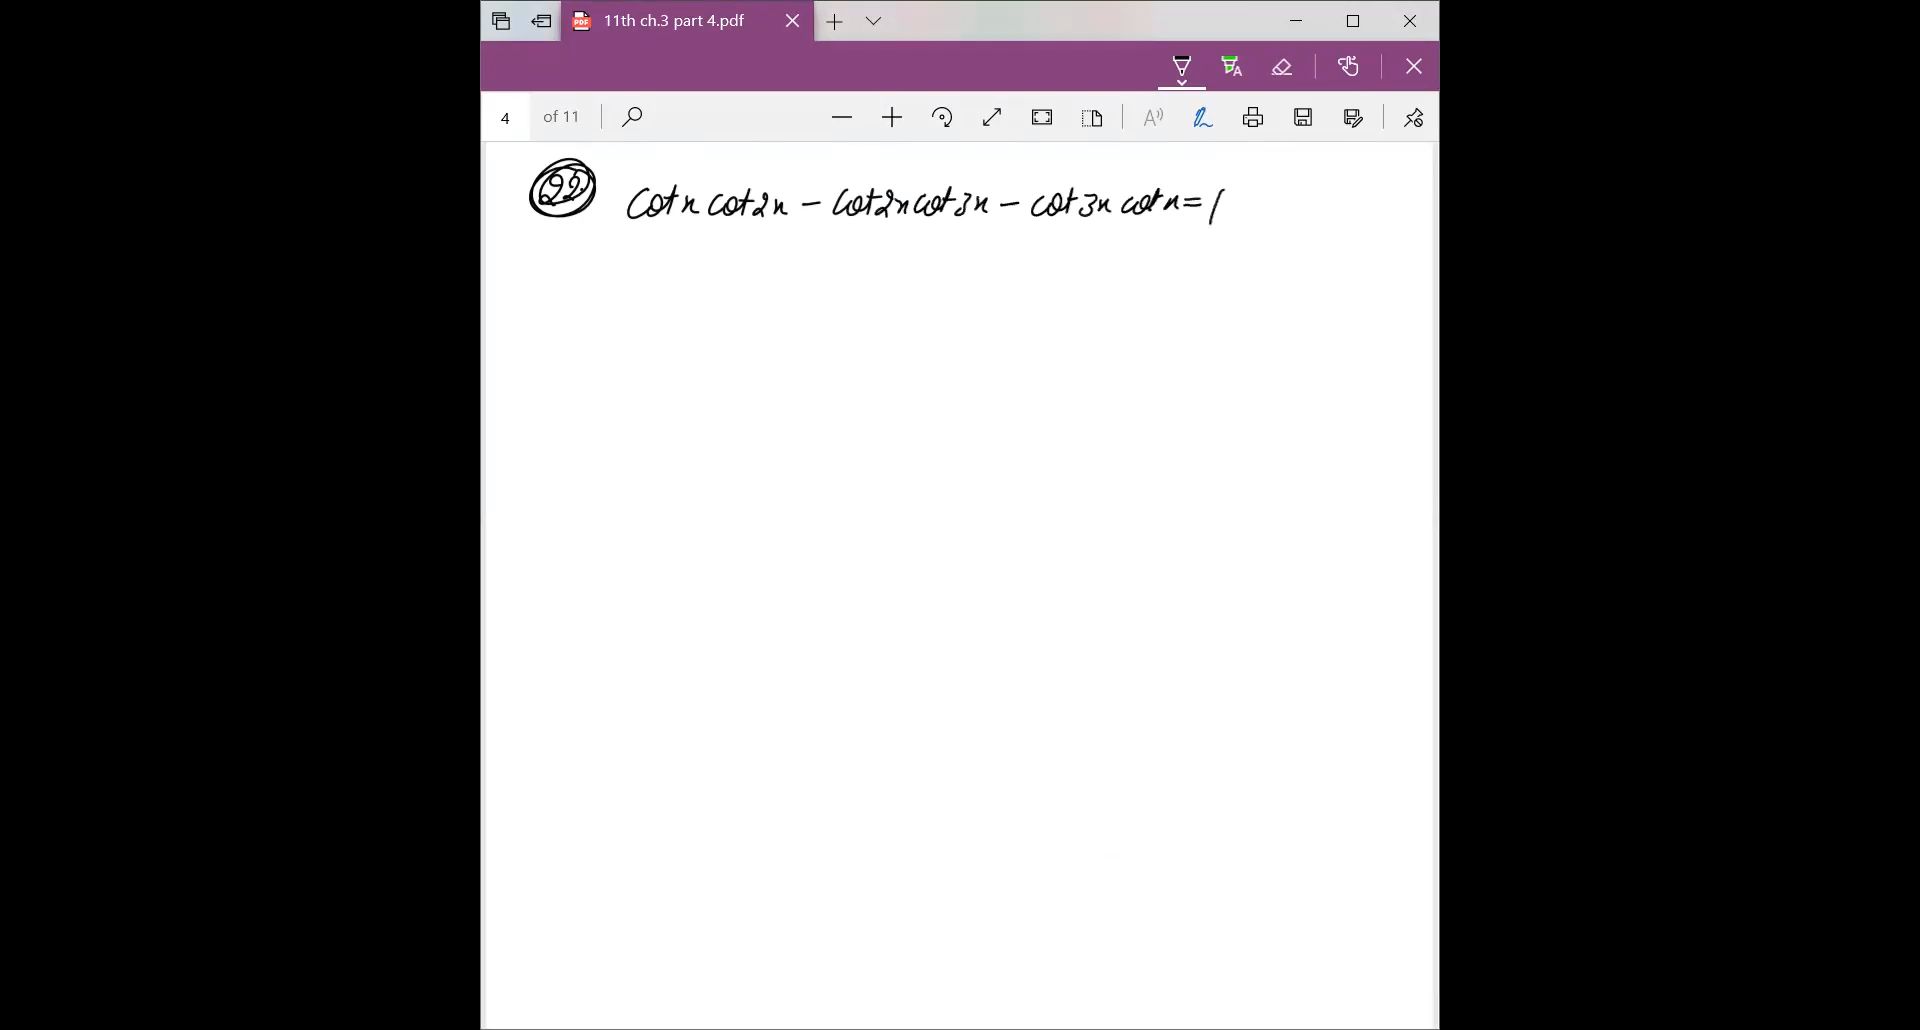 11th ch.3 part 4.pdf
4 of 11
22. Cot x cot 2x - Cot 2x cot 3x - cot 3x cot x = 1